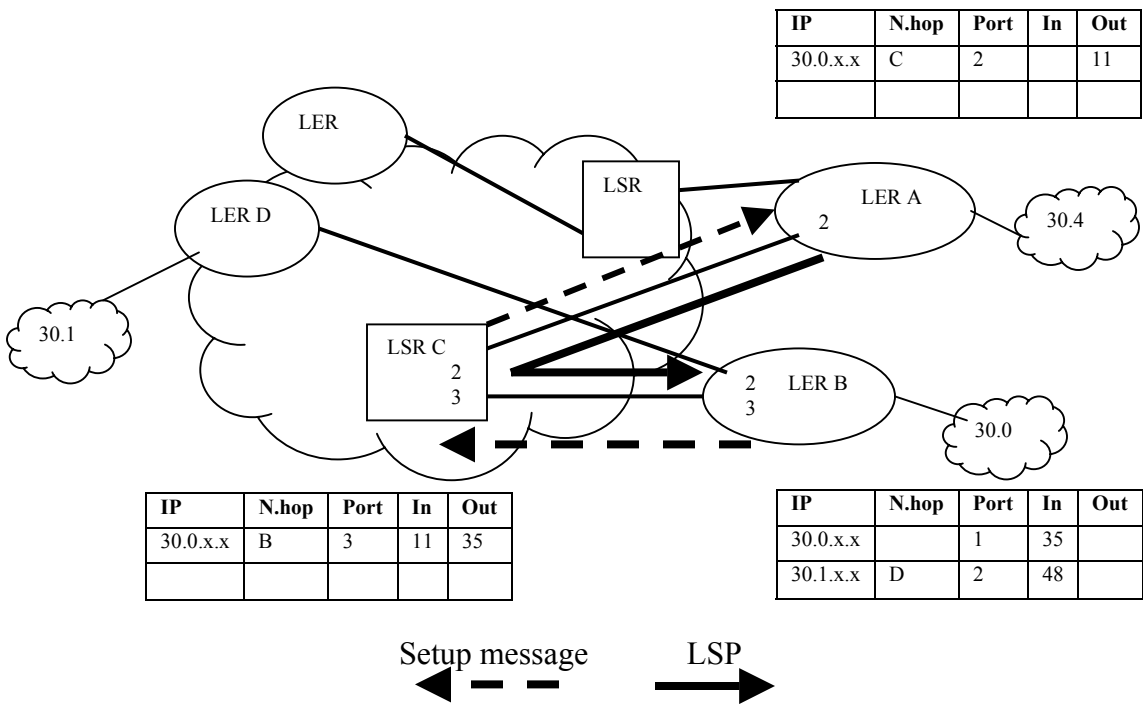 IP N.hop Port In Out
30.0.x.x C 2 11
LER
LSR
LER A
2
30.4
LER D
30.1
LSR C
2
3
2 LER B
3
30.0
IP N.hop Port In Out
30.0.x.x B 3 11 35
IP N.hop Port In Out
30.0.x.x 1 35
30.1.x.x D 2 48
Setup message LSP